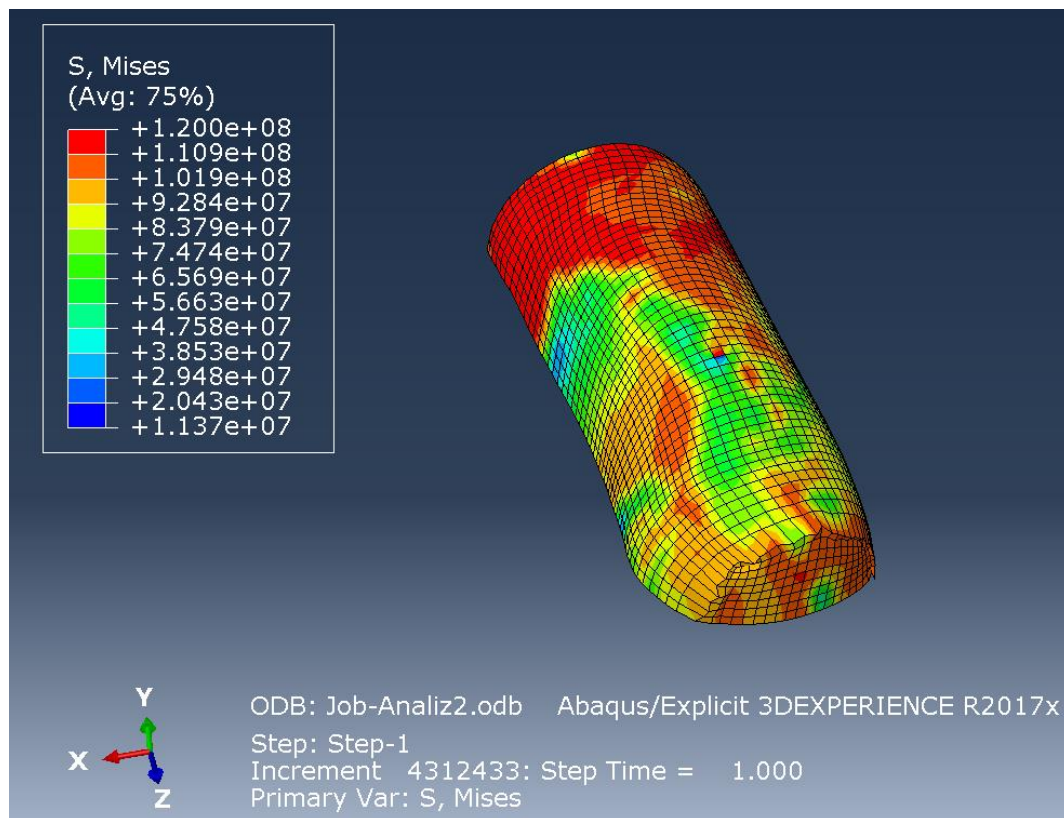 S, Mises
(Avg: 75%)
+1.200e+08
+1.109e+08
+1.019e+08
+9.284e+07
+8.379e+07
+7.474e+07
+6.569e+07
+5.663e+07
+4.758e+07
+3.853e+07
+2.948e+07
+2.043e+07
+1.137e+07
Y
X
Z
ODB: Job-Analiz2.odb Abaqus/Explicit 3DEXPERIENCE R2017x
Step: Step-1
Increment 4312433: Step Time = 1.000
Primary Var: S, Mises